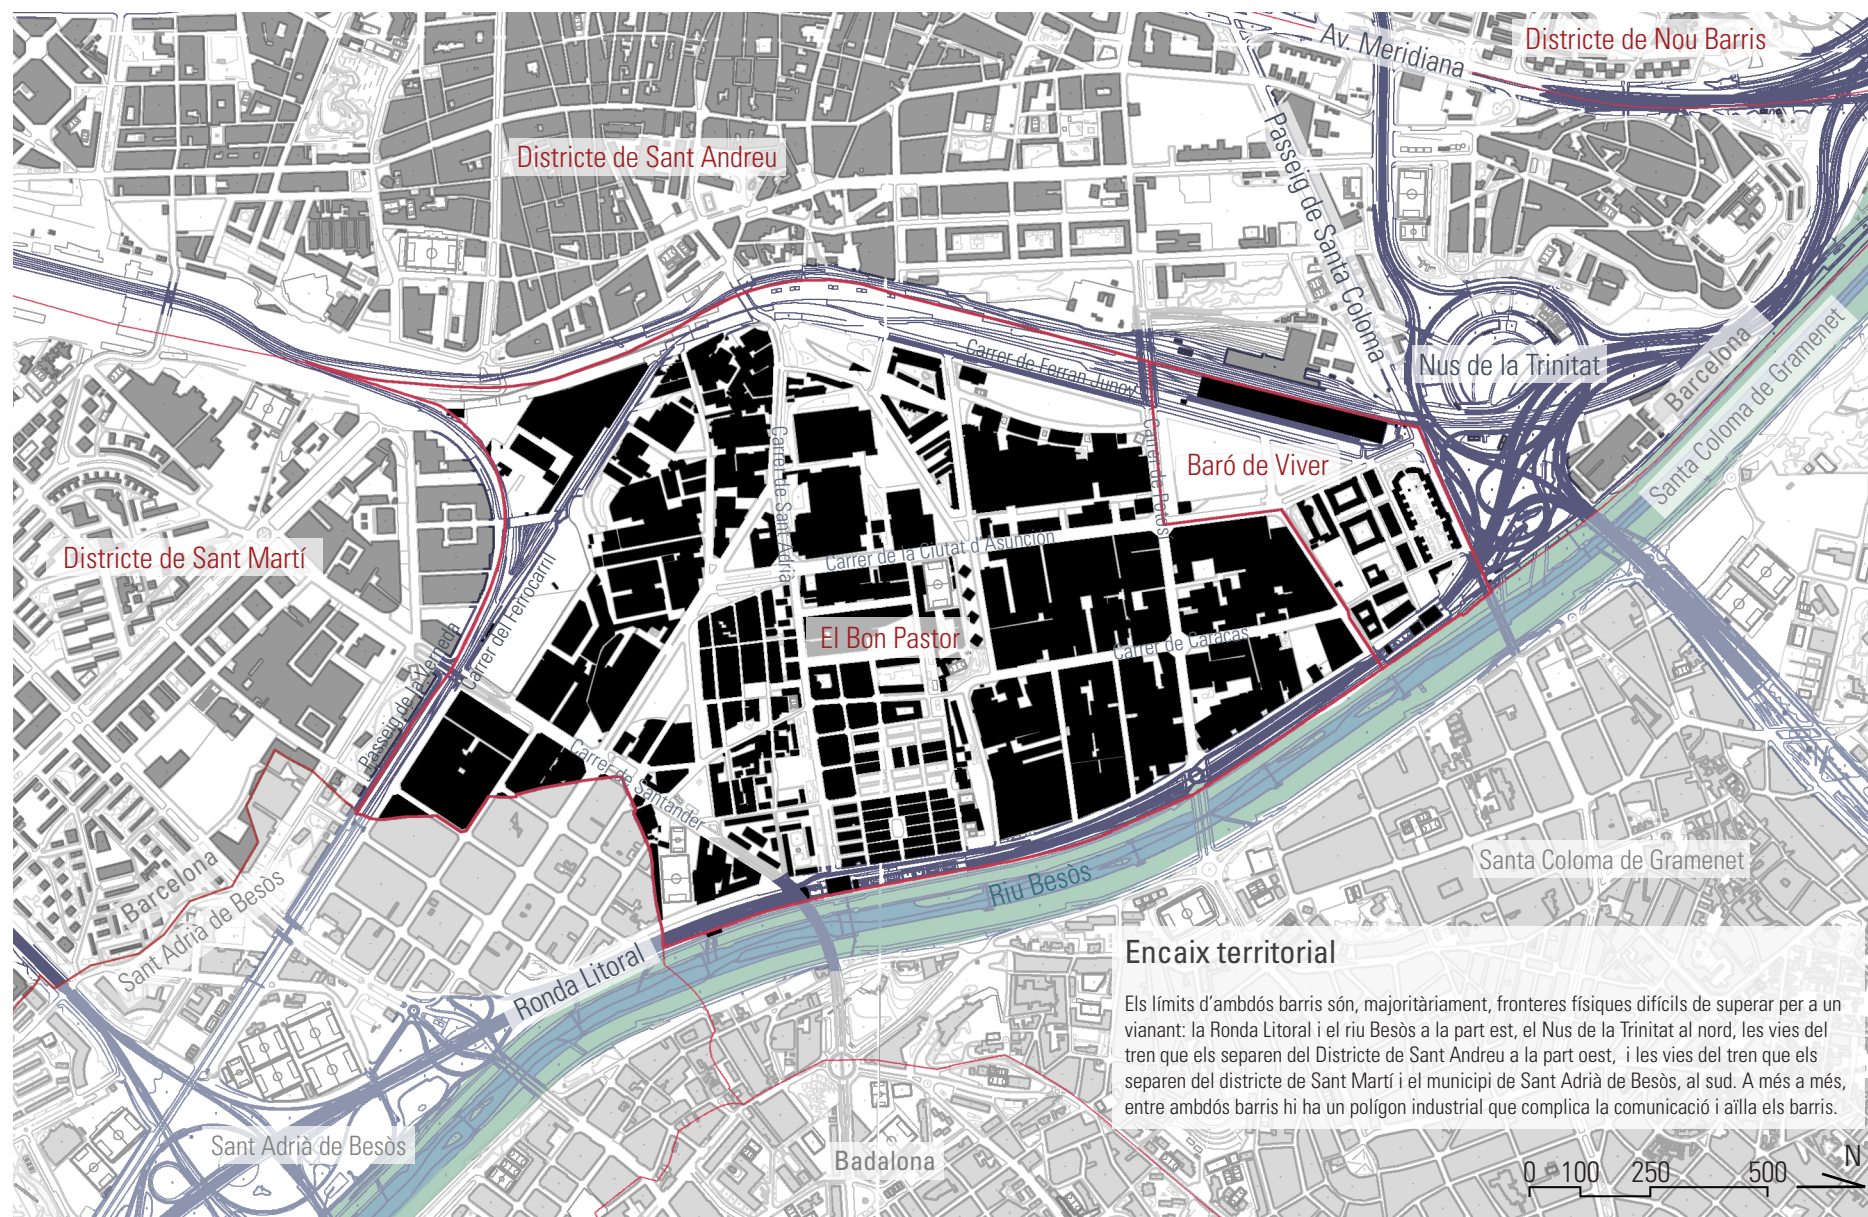 Av. Meridiana
Districte de Nou Barris
Districte de Sant Andreu
Passeig de Santa Coloma
Nus de la Trinitat
Barcelona
Santa Coloma de Gramenet
Carrer de Ferran Junoy
Carrer de Potosí
Baró de Viver
Carrer de Sant Adrià
Carrer de la Ciutat d'Asunción
Districte de Sant Martí
Carrer del Ferrocarril
Passeig de la Verneda
El Bon Pastor
Carrer de Caracas
Carrer de Santander
Barcelona
Sant Adrià de Besòs
Riu Besòs
Santa Coloma de Gramenet
Ronda Litoral
Sant Adrià de Besòs
Badalona
Encaix territorial
Els límits d'ambdós barris són, majoritàriament, fronteres físiques difícils de superar per a un
vianant: la Ronda Litoral i el riu Besòs a la part est, el Nus de la Trinitat al nord, les vies del
tren que els separen del Districte de Sant Andreu a la part oest, i les vies del tren que els
separen del districte de Sant Martí i el municipi de Sant Adrià de Besòs, al sud. A més a més,
entre ambdós barris hi ha un polígon industrial que complica la comunicació i aïlla els barris.
0 100 250 500
N